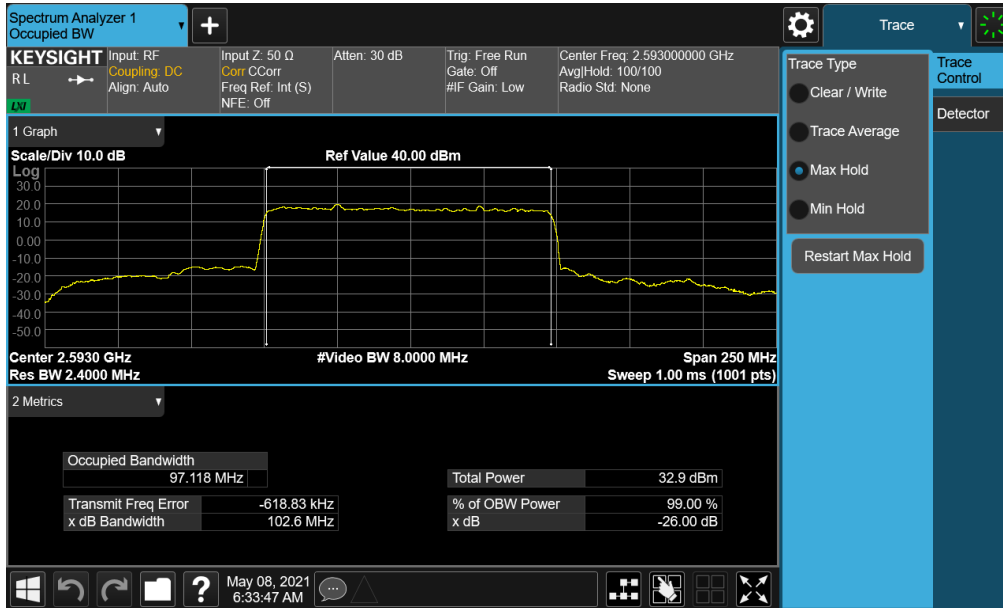 Spectrum Analyzer 1
Occupied BW
+
Trace
KEYSIGHT
R L
LXI
Input: RF
Coupling: DC
Align: Auto
Input Z: 50 Ω
Corr CCorr
Freq Ref: Int (S)
NFE: Off
Atten: 30 dB
Trig: Free Run
Gate: Off
#IF Gain: Low
Center Freq: 2.593000000 GHz
Avg|Hold: 100/100
Radio Std: None
Trace Type
Clear / Write
Trace Average
Max Hold
Min Hold
Restart Max Hold
Trace
Control
Detector
1 Graph
Scale/Div 10.0 dB
Ref Value 40.00 dBm
Log
30.0
20.0
10.0
0.00
-10.0
-20.0
-30.0
-40.0
-50.0
Center 2.5930 GHz
#Video BW 8.0000 MHz
Span 250 MHz
Res BW 2.4000 MHz
Sweep 1.00 ms (1001 pts)
2 Metrics
Occupied Bandwidth
97.118 MHz
Total Power 32.9 dBm
Transmit Freq Error -618.83 kHz
% of OBW Power 99.00 %
x dB Bandwidth 102.6 MHz
x dB -26.00 dB
?
May 08, 2021
6:33:47 AM